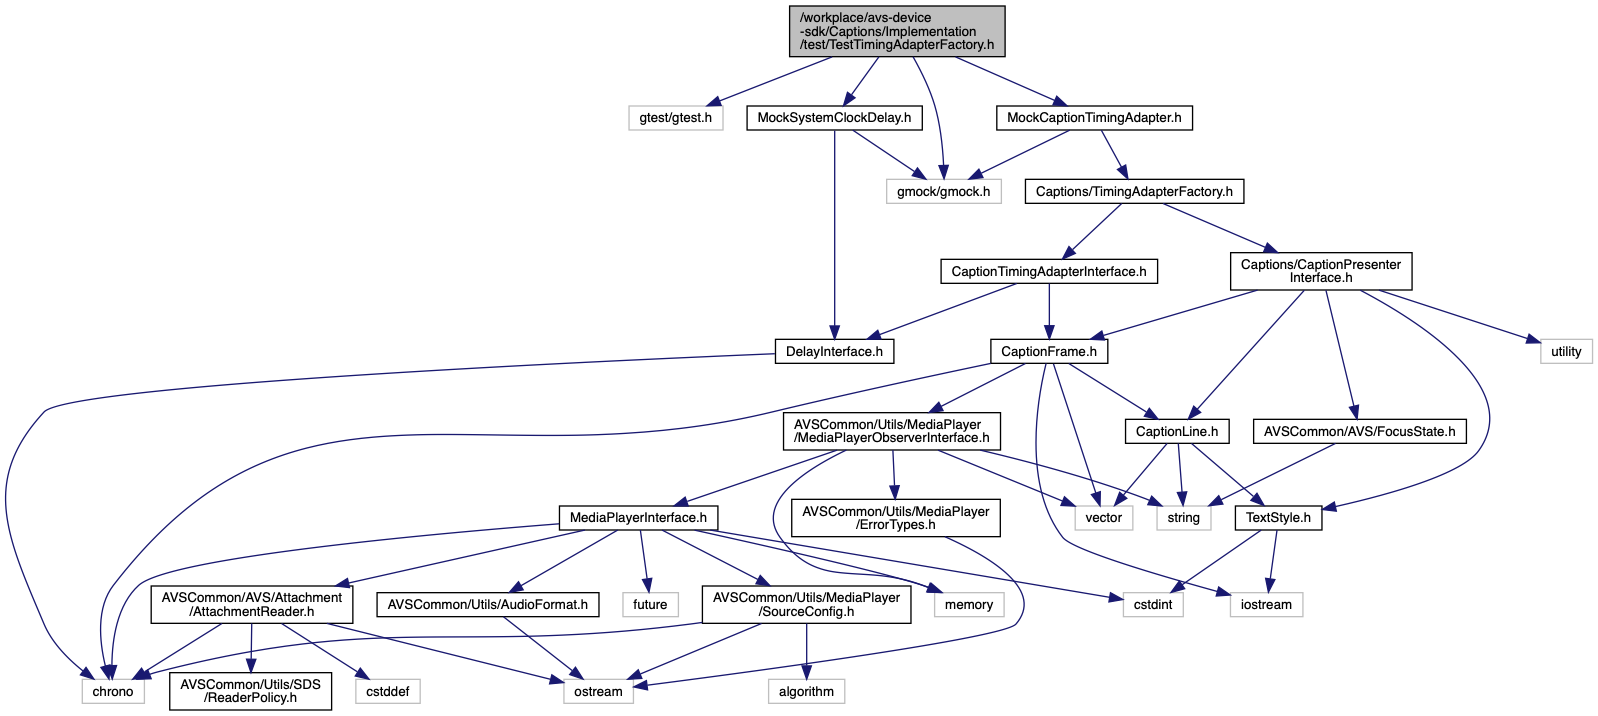 /workplace/avs-device
-sdk/Captions/Implementation
/test/TestTimingAdapterFactory.h
gtest/gtest.h
MockSystemClockDelay.h
MockCaptionTimingAdapter.h
gmock/gmock.h
Captions/TimingAdapterFactory.h
CaptionTimingAdapterInterface.h
Captions/CaptionPresenter
Interface.h
DelayInterface.h
CaptionFrame.h
utility
AVSCommon/Utils/MediaPlayer
/MediaPlayerObserverInterface.h
CaptionLine.h
AVSCommon/AVS/FocusState.h
MediaPlayerInterface.h
AVSCommon/Utils/MediaPlayer
/ErrorTypes.h
vector
string
TextStyle.h
AVSCommon/AVS/Attachment
/AttachmentReader.h
AVSCommon/Utils/AudioFormat.h
future
AVSCommon/Utils/MediaPlayer
/SourceConfig.h
memory
cstdint
iostream
chrono
AVSCommon/Utils/SDS
/ReaderPolicy.h
cstddef
ostream
algorithm